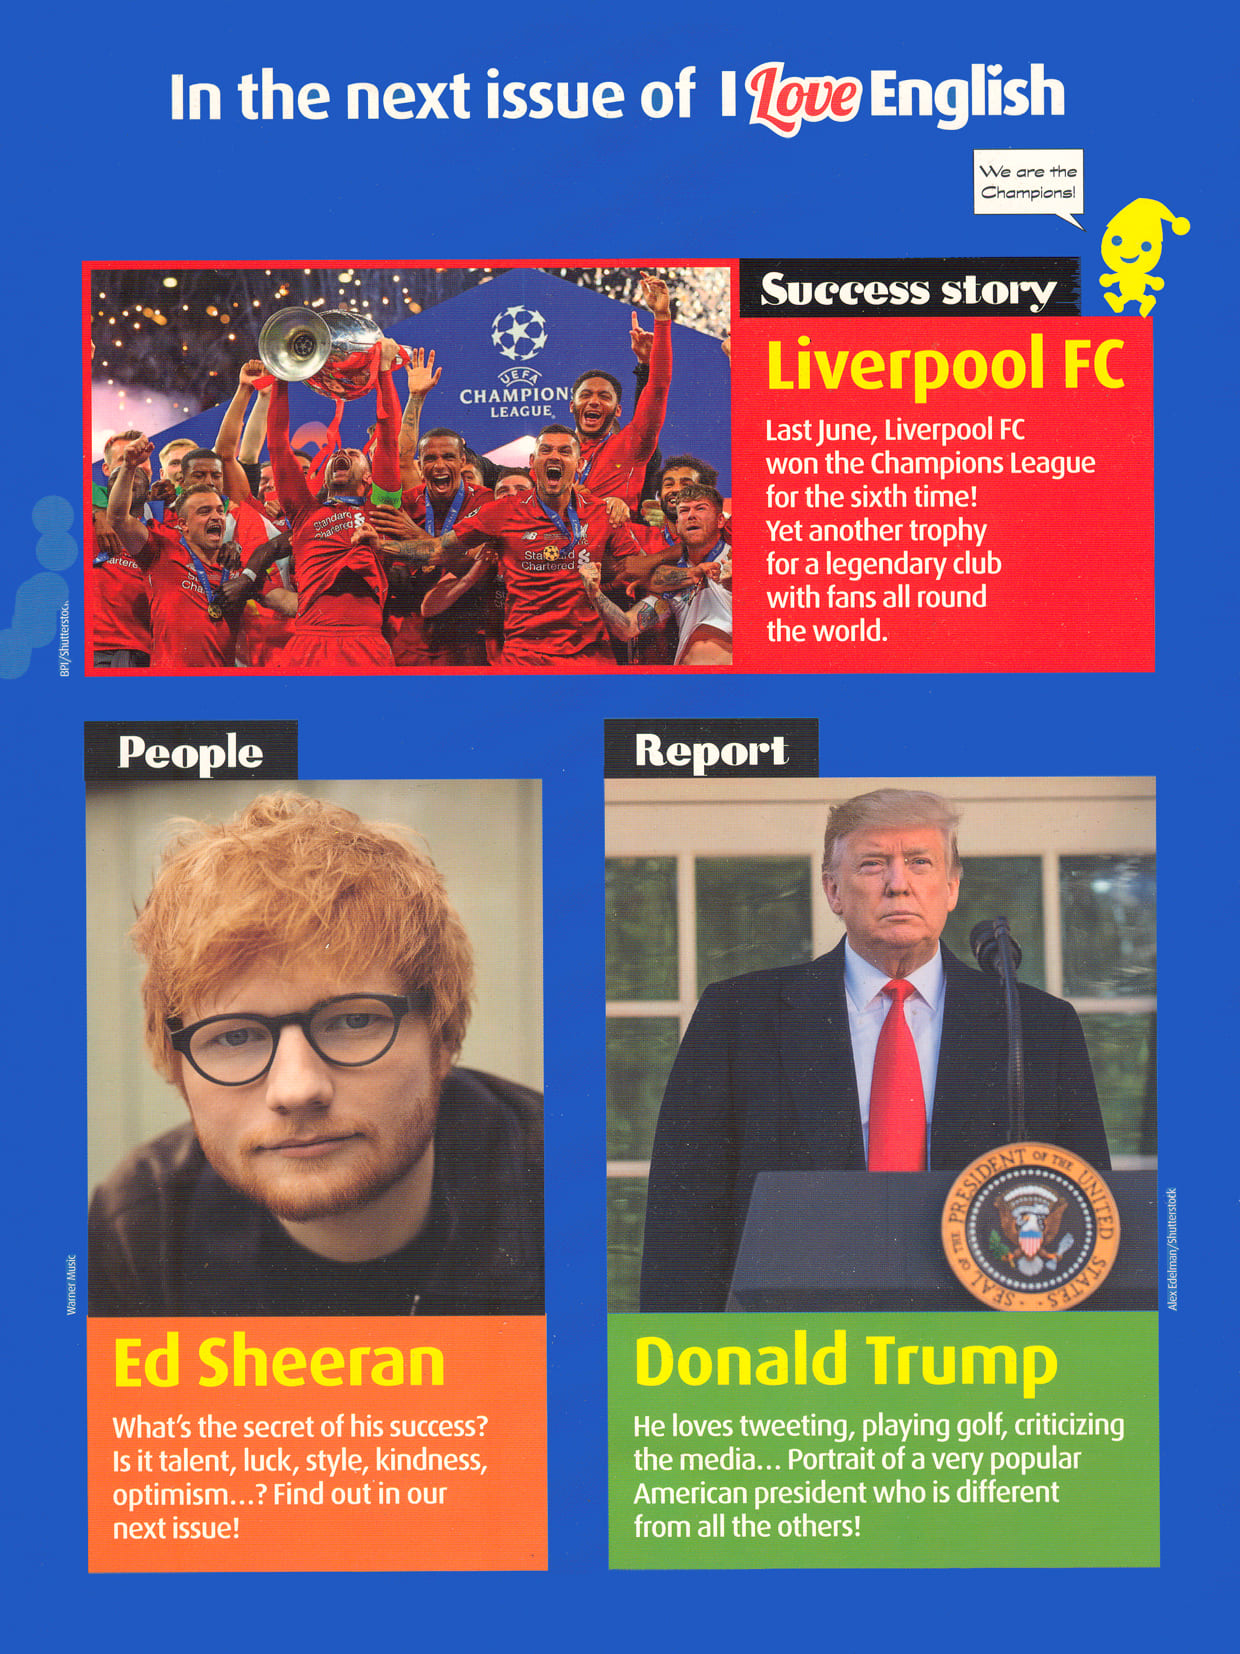 In the next issue of I Love English
We are the
Champions!
Success story
Liverpool FC
Last June, Liverpool FC
won the Champions League
for the sixth time!
Yet another trophy
for a legendary club
with fans all round
the world.
UEFA
CHAMPIONS
LEAGUE
Standard
Chartered
Standard
Chartered
BPI/Shutterstock
People
Ed Sheeran
What's the secret of his success?
Is it talent, luck, style, kindness,
optimism...? Find out in our
next issue!
Warner Music
Report
SEAL OF THE PRESIDENT OF THE UNITED STATES
Donald Trump
He loves tweeting, playing golf, criticizing
the media... Portrait of a very popular
American president who is different
from all the others!
Alex Edelman/Shutterstock